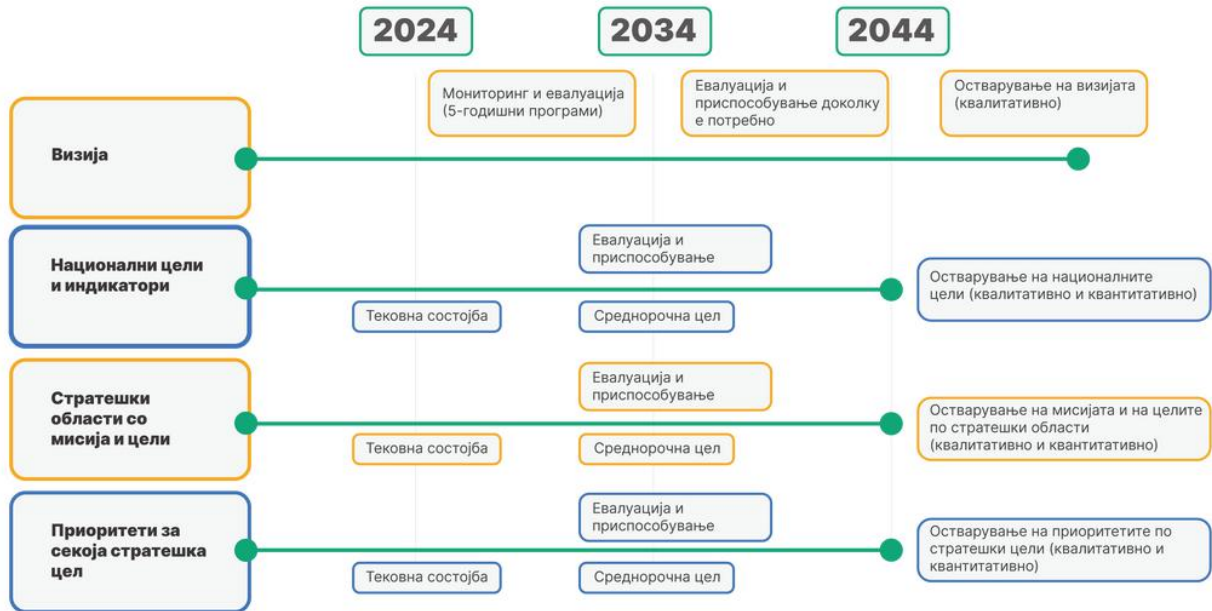 2024
2034
2044
Мониторинг и евалуација
(5-годишни програми)
Евалуација и
приспособување доколку
е потребно
Остварување на визијата
(квалитативно)
Визија
Национални цели
и индикатори
Евалуација и
приспособување
Тековна состојба
Среднорочна цел
Остварување на националните
цели (квалитативно и квантитативно)
Стратешки
области со
мисија и цели
Евалуација и
приспособување
Тековна состојба
Среднорочна цел
Остварување на мисијата и на целите
по стратешки области
(квалитативно и квантитативно)
Приоритети за
секоја стратешка
цел
Евалуација и
приспособување
Тековна состојба
Среднорочна цел
Остварување на приоритетите по
стратешки цели (квалитативно и
квантитативно)